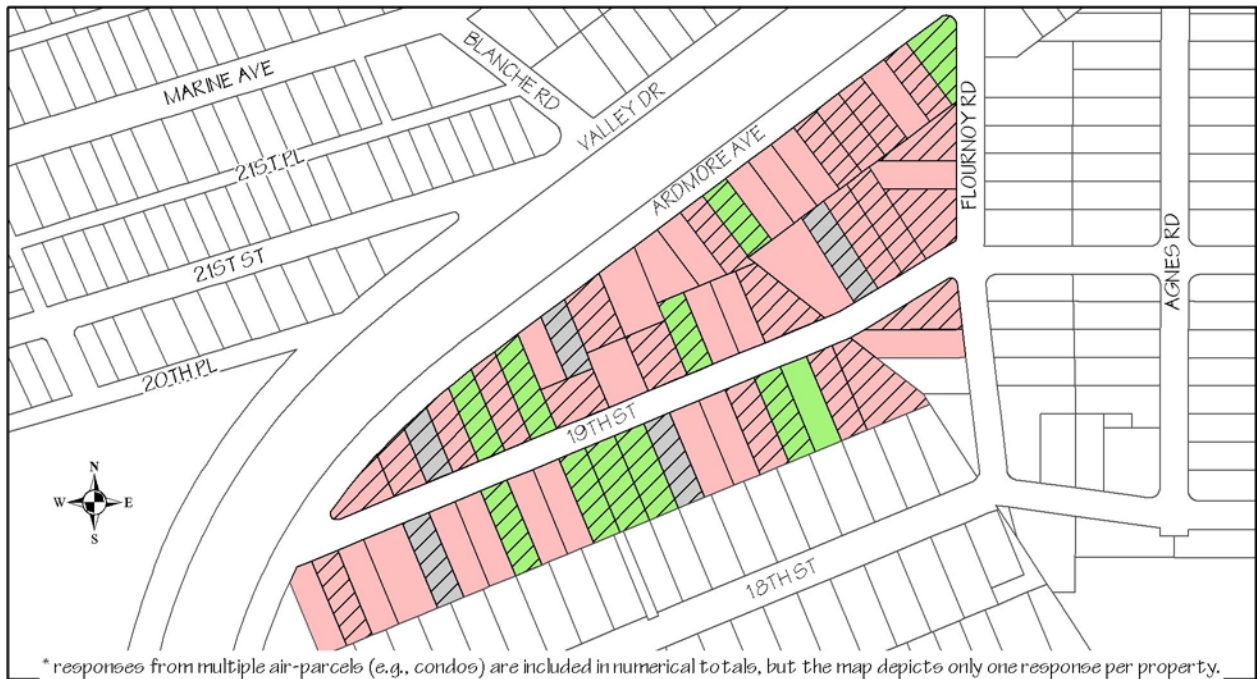 MARINE AVE
BLANCHE RD
VALLEY DR
21ST PL
ARDMORE AVE
FLOURNOY RD
AGNES RD
21ST ST
20TH PL
19TH ST
N
W E
S
18TH ST
* responses from multiple air-parcels (e.g., condos) are included in numerical totals, but the map depicts only one response per property.